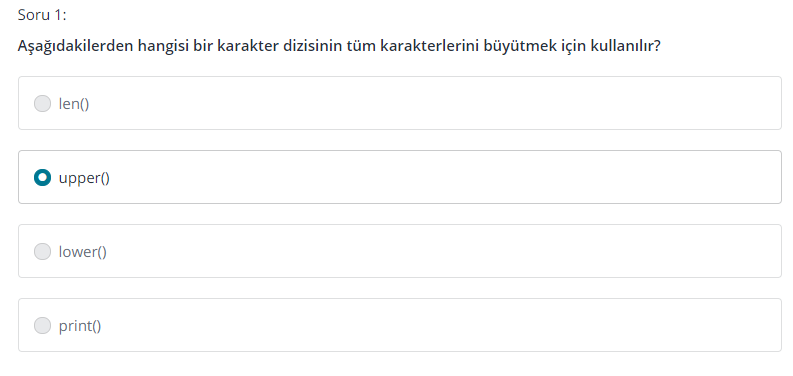 Soru 1:
Aşağıdakilerden hangisi bir karakter dizisinin tüm karakterlerini büyütmek için kullanılır?
len()
upper()
lower()
print()